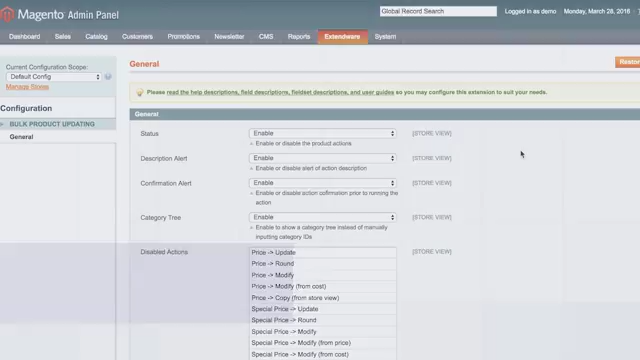 Magento Admin Panel
Global Record Search
Logged in as demo
Monday, March 28, 2016
Dashboard Sales Catalog Customers Promotions Newsletter CMS Reports Extendware System
Current Configuration Scope:
Default Config
Manage Stores
Configuration
BULK PRODUCT UPDATING
General
General
Please read the help descriptions, field descriptions, fieldset descriptions, and user guides so you may configure this extension to suit your needs.
General
Status
Enable
[STORE VIEW]
Enable or disable the product actions
Description Alert
Enable
[STORE VIEW]
Enable or disable alert of action description
Confirmation Alert
Enable
[STORE VIEW]
Enable or disable action confirmation prior to running the
action
Category Tree
Enable
[STORE VIEW]
Enable to show a category tree instead of manually
inputting category IDs
Disabled Actions
[STORE VIEW]
Price -> Update
Price -> Round
Price -> Modify
Price -> Modify (from cost)
Price -> Copy (from store view)
Special Price -> Update
Special Price -> Round
Special Price -> Modify
Special Price -> Modify (from price)
Special Price -> Modify (from cost)